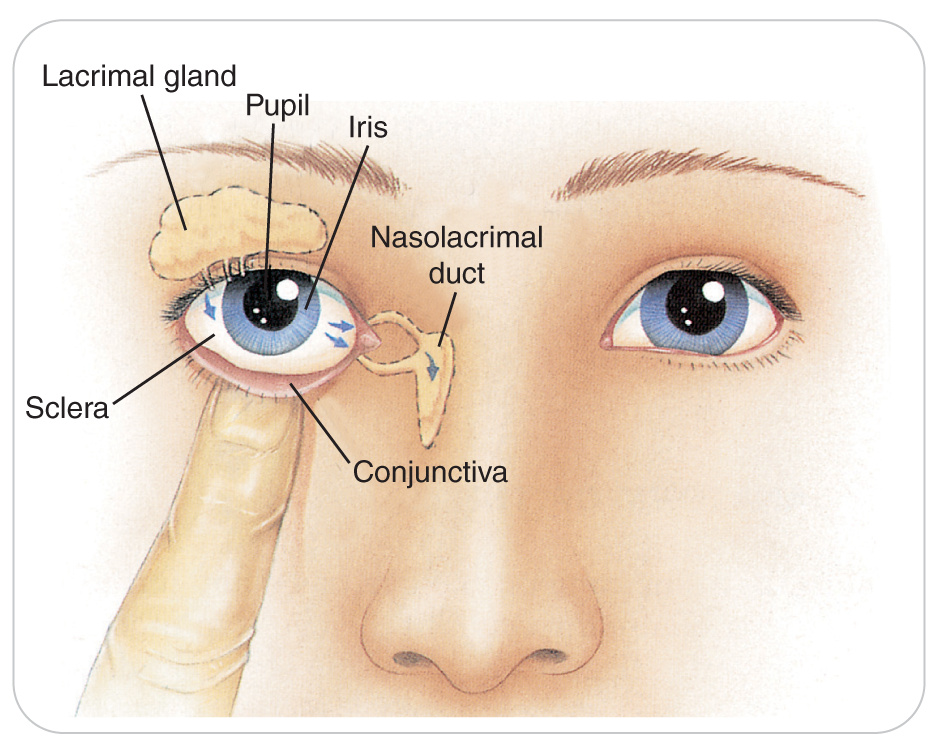 Lacrimal gland
Pupil
Iris
Nasolacrimal
duct
Sclera
Conjunctiva